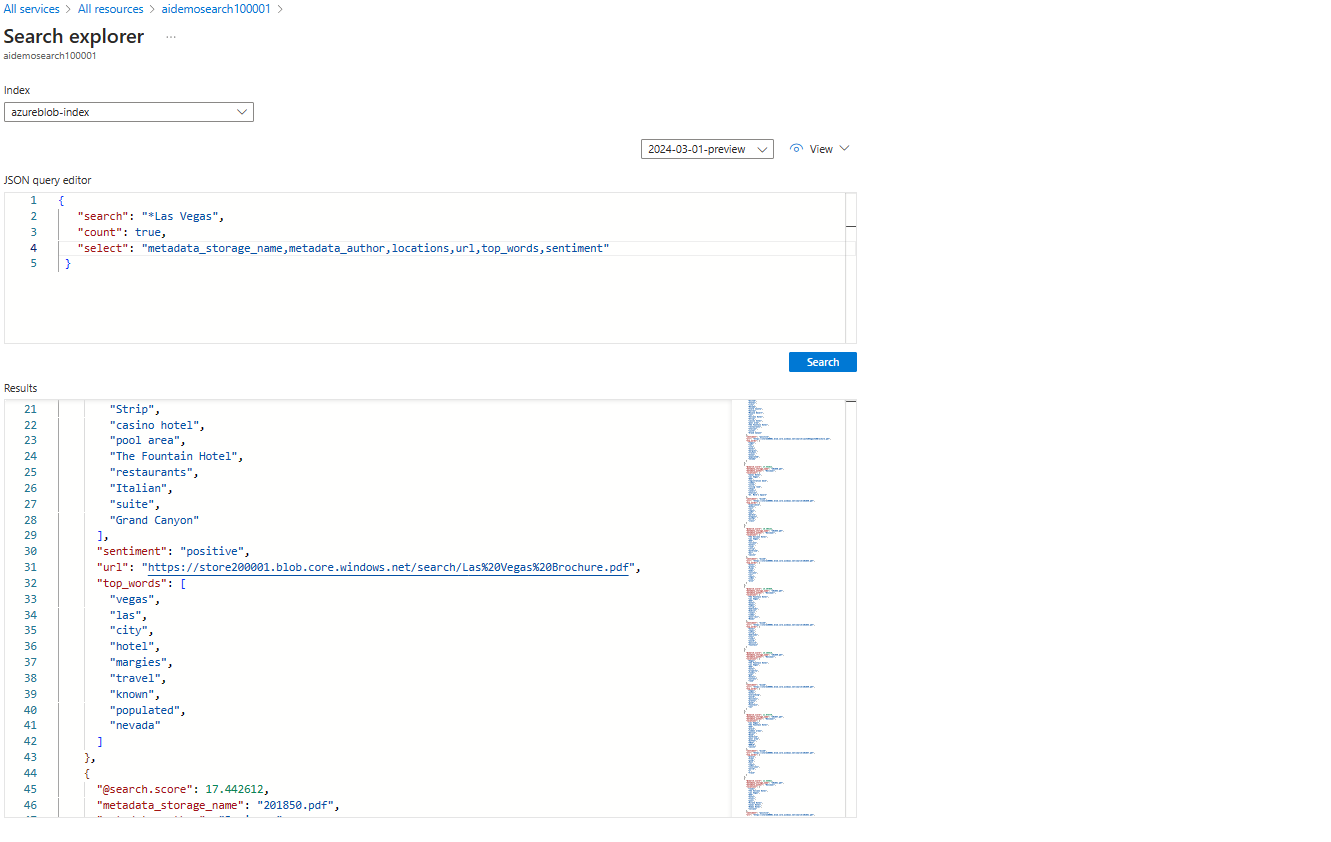 All services > All resources > aidemosearch100001 >
Search explorer ...
aidemosearch100001
Index
azureblob-index
2024-03-01-preview View
JSON query editor
1 {
2 "search": "*Las Vegas",
3 "count": true,
4 "select": "metadata_storage_name,metadata_author,locations,url,top_words,sentiment"
5 }
Search
Results
21 "Strip",
22 "casino hotel",
23 "pool area",
24 "The Fountain Hotel",
25 "restaurants",
26 "Italian",
27 "suite",
28 "Grand Canyon"
29 ],
30 "sentiment": "positive",
31 "url": "https://store200001.blob.core.windows.net/search/Las%20Vegas%20Brochure.pdf",
32 "top_words": [
33 "vegas",
34 "las",
35 "city",
36 "hotel",
37 "margies",
38 "travel",
39 "known",
40 "populated",
41 "nevada"
42 ]
43 },
44 {
45 "@search.score": 17.442612,
46 "metadata_storage_name": "201850.pdf",